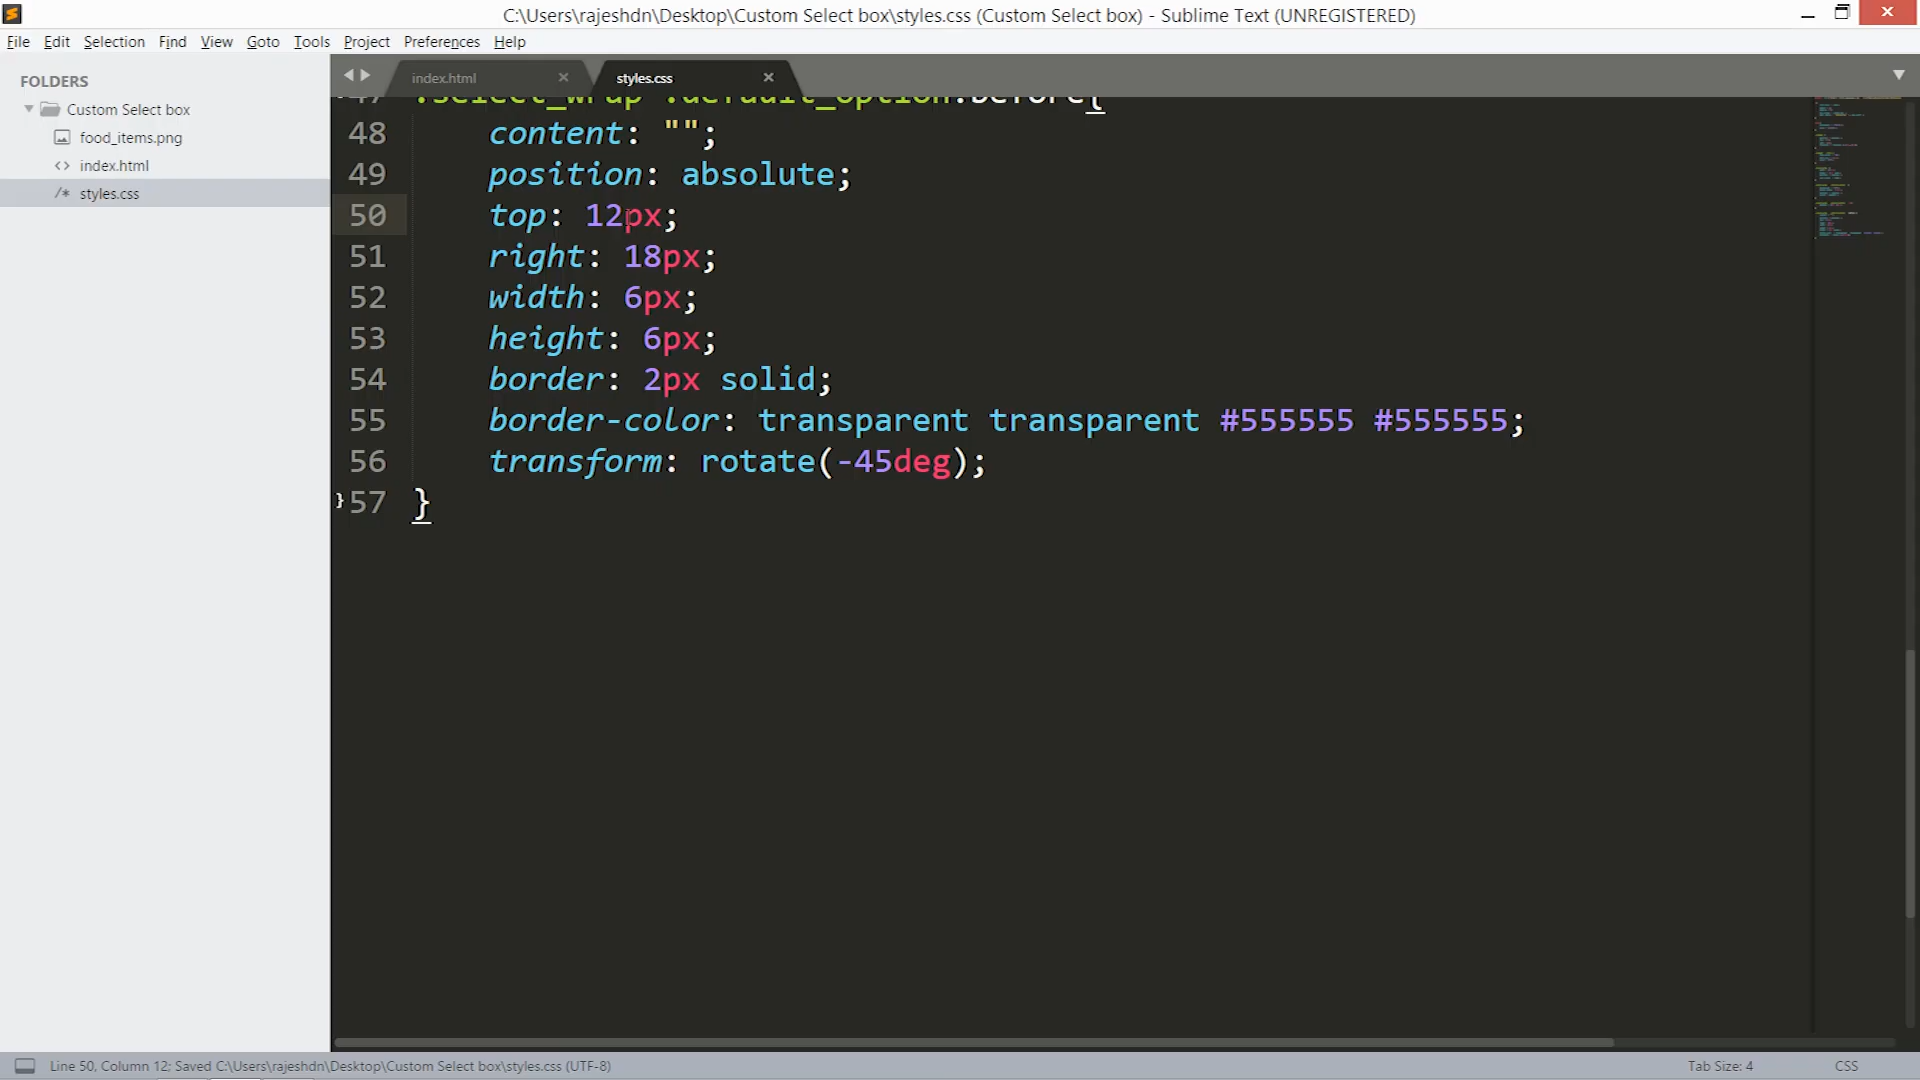 C:\Users\rajeshdn\Desktop\Custom Select box\styles.css (Custom Select box) - Sublime Text (UNREGISTERED)
File Edit Selection Find View Goto Tools Project Preferences Help
FOLDERS
Custom Select box
food_items.png
<> index.html
/* styles.css
index.html
styles.css
47 .select_wrap .default_option:before{
48 content: "";
49 position: absolute;
50 top: 12px;
51 right: 18px;
52 width: 6px;
53 height: 6px;
54 border: 2px solid;
55 border-color: transparent transparent #555555 #555555;
56 transform: rotate(-45deg);
57 }
Line 50, Column 12; Saved C:\Users\rajeshdn\Desktop\Custom Select box\styles.css (UTF-8)
Tab Size: 4
CSS